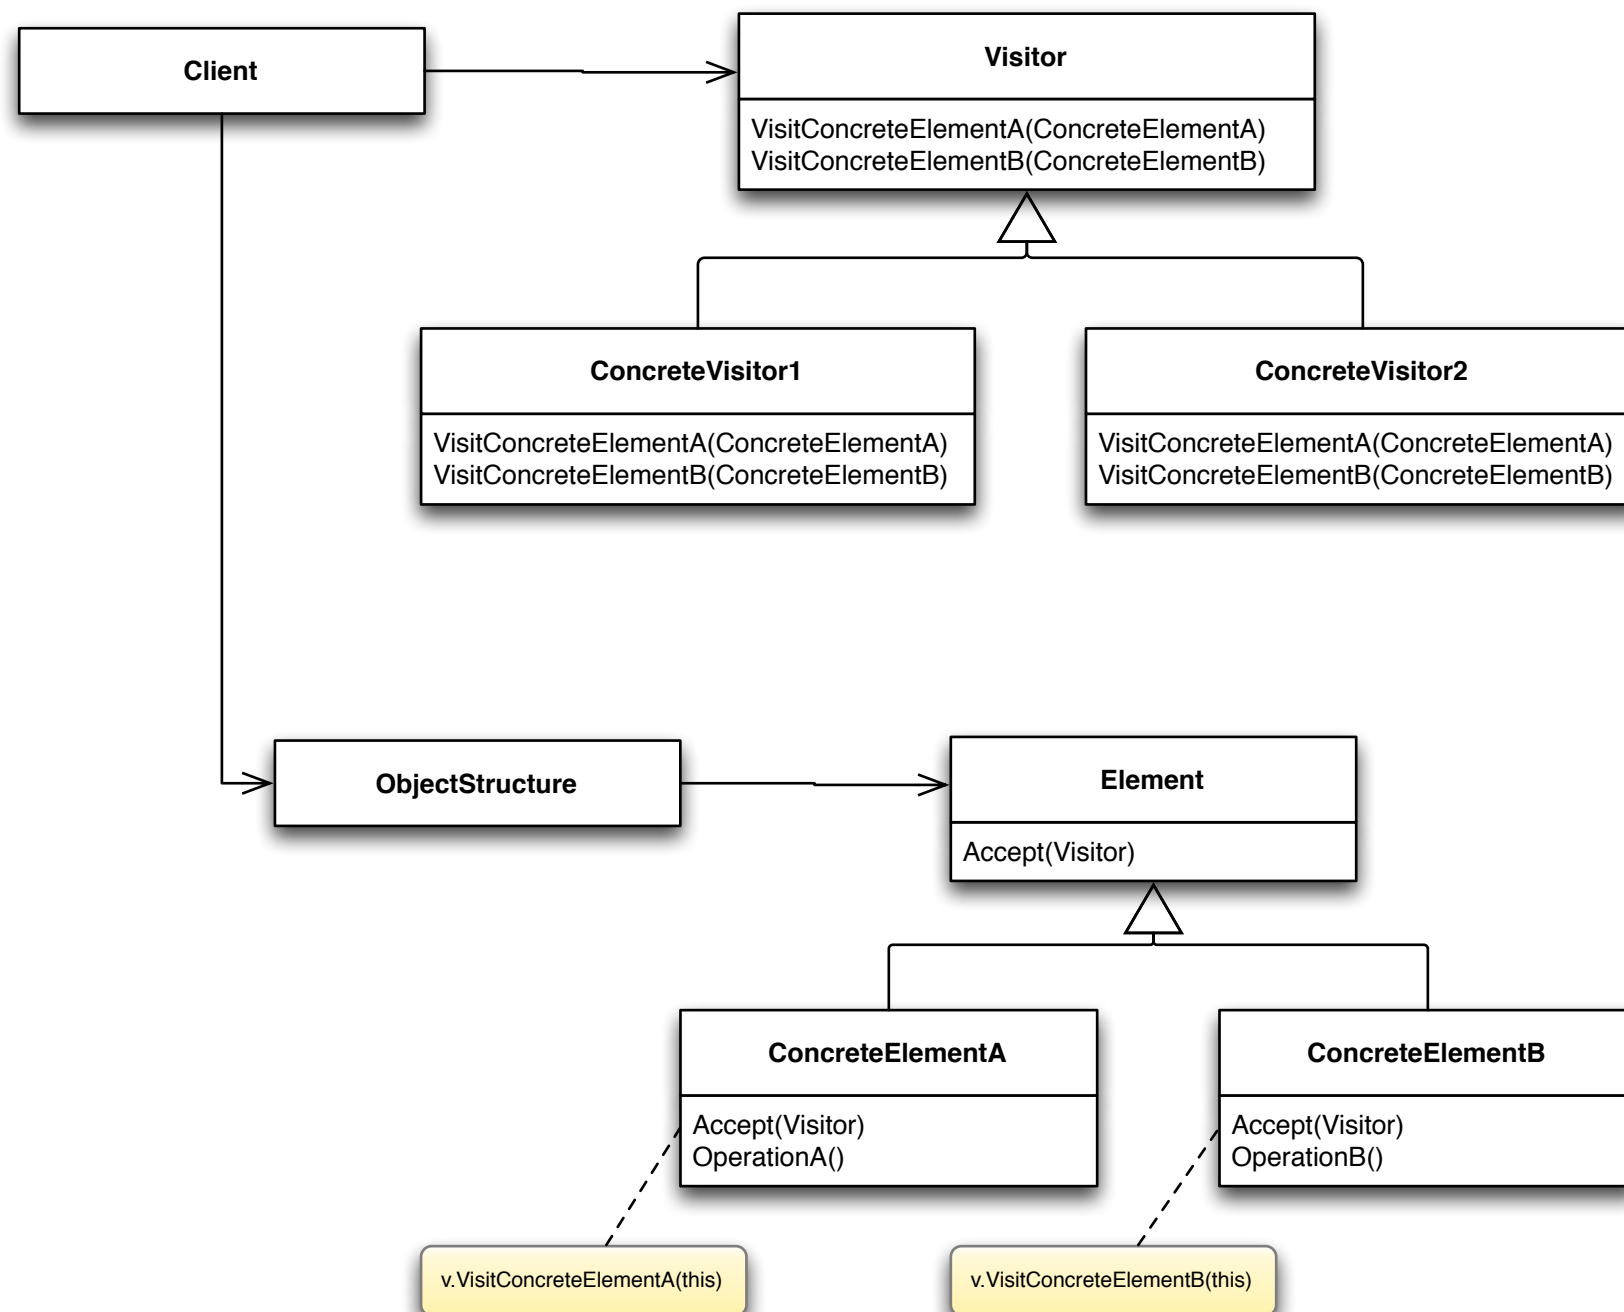 Client
Visitor
VisitConcreteElementA(ConcreteElementA)
VisitConcreteElementB(ConcreteElementB)
ConcreteVisitor1
VisitConcreteElementA(ConcreteElementA)
VisitConcreteElementB(ConcreteElementB)
ConcreteVisitor2
VisitConcreteElementA(ConcreteElementA)
VisitConcreteElementB(ConcreteElementB)
ObjectStructure
Element
Accept(Visitor)
ConcreteElementA
Accept(Visitor)
OperationA()
ConcreteElementB
Accept(Visitor)
OperationB()
v.VisitConcreteElementA(this)
v.VisitConcreteElementB(this)